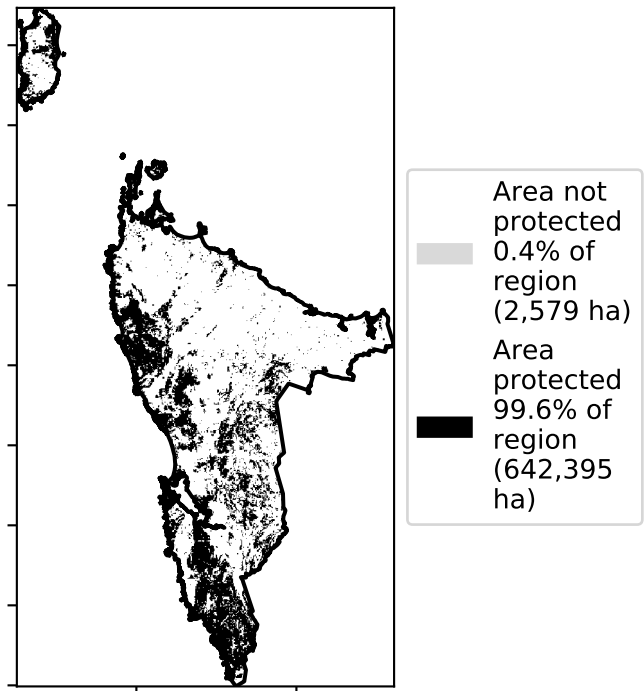 Area not
protected
0.4% of
region
(2,579 ha)
Area
protected
99.6% of
region
(642,395
ha)